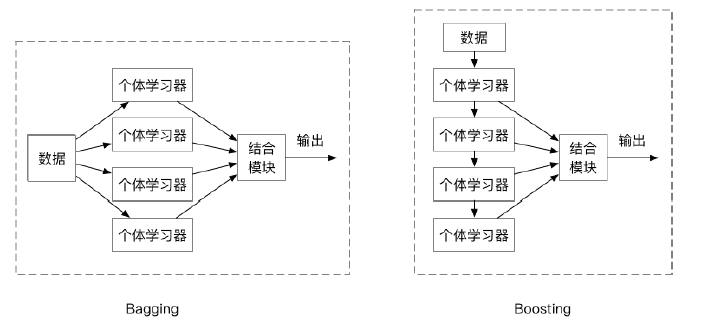 数据
个体学习器
个体学习器
个体学习器
个体学习器
结合
模块
输出
Bagging
数据
个体学习器
个体学习器
个体学习器
个体学习器
结合
模块
输出
Boosting